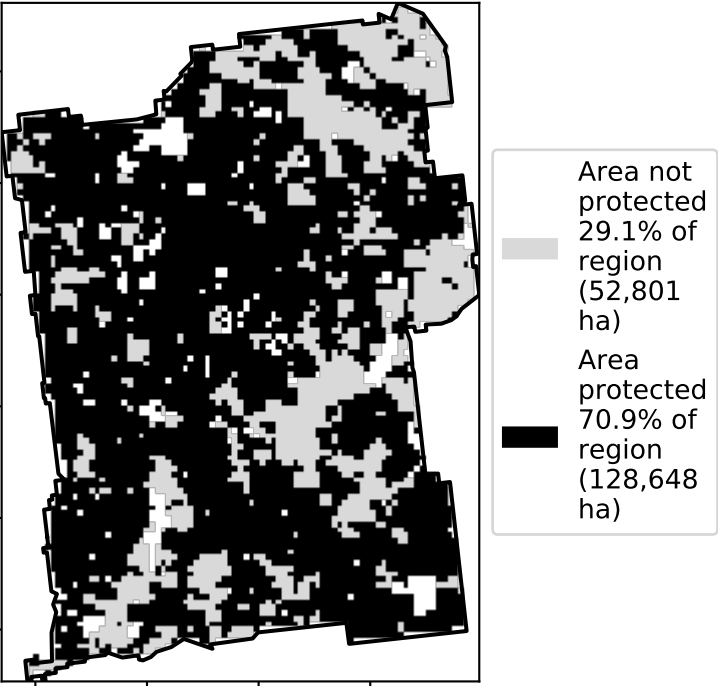 Area not
protected
29.1% of
region
(52,801
ha)
Area
protected
70.9% of
region
(128,648
ha)